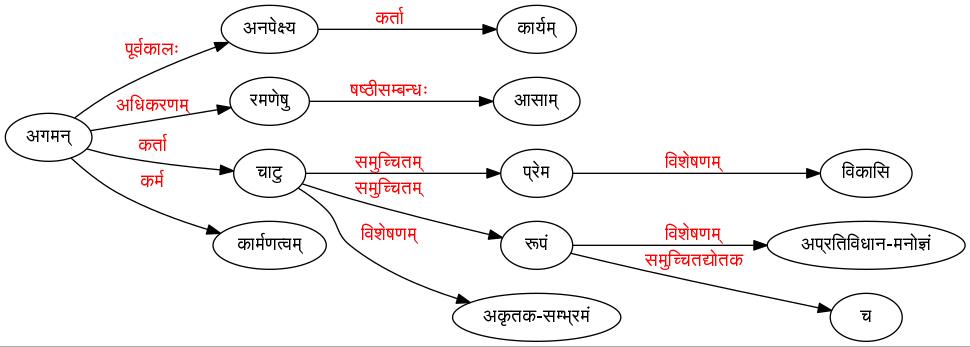 अनपेक्ष्य
कर्ता
कार्यम्
पूर्वकालः
रमणेषु
षष्ठीसम्बन्धः
आसाम्
अधिकरणम्
अगमन्
कर्ता
चाटु
समुच्चितम्
प्रेम
विशेषणम्
विकासि
कर्म
समुच्चितम्
कार्मणत्वम्
विशेषणम्
रूपं
विशेषणम्
अप्रतिविधान-मनोज्ञं
समुच्चितद्योतक
अकृतक-सम्भ्रमं
च